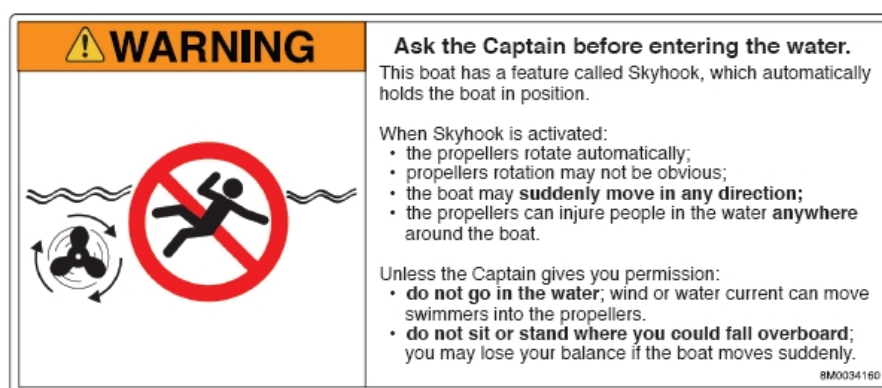 WARNING
Ask the Captain before entering the water.
This boat has a feature called Skyhook, which automatically
holds the boat in position.
When Skyhook is activated:
• the propellers rotate automatically;
• propellers rotation may not be obvious;
• the boat may suddenly move in any direction;
• the propellers can injure people in the water anywhere
around the boat.
Unless the Captain gives you permission:
• do not go in the water; wind or water current can move
swimmers into the propellers.
• do not sit or stand where you could fall overboard;
you may lose your balance if the boat moves suddenly.
8M0034160